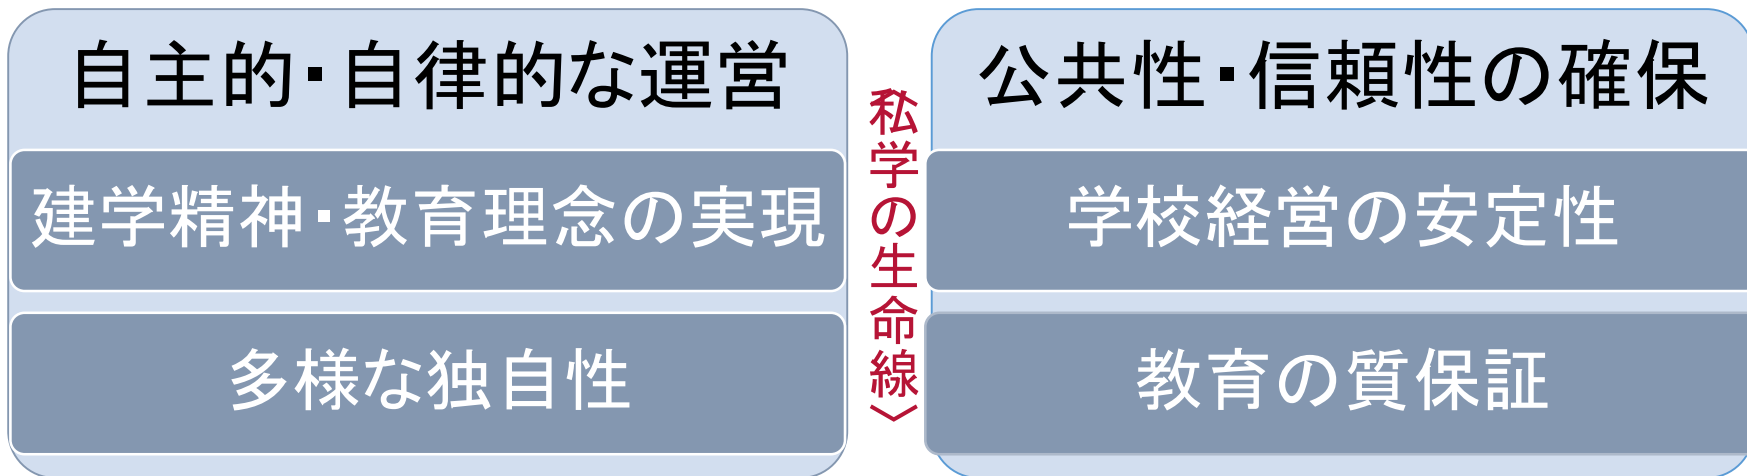 自主的・自律的な運営
建学精神・教育理念の実現
多様な独自性
私学の生命線〉
公共性・信頼性の確保
学校経営の安定性
教育の質保証